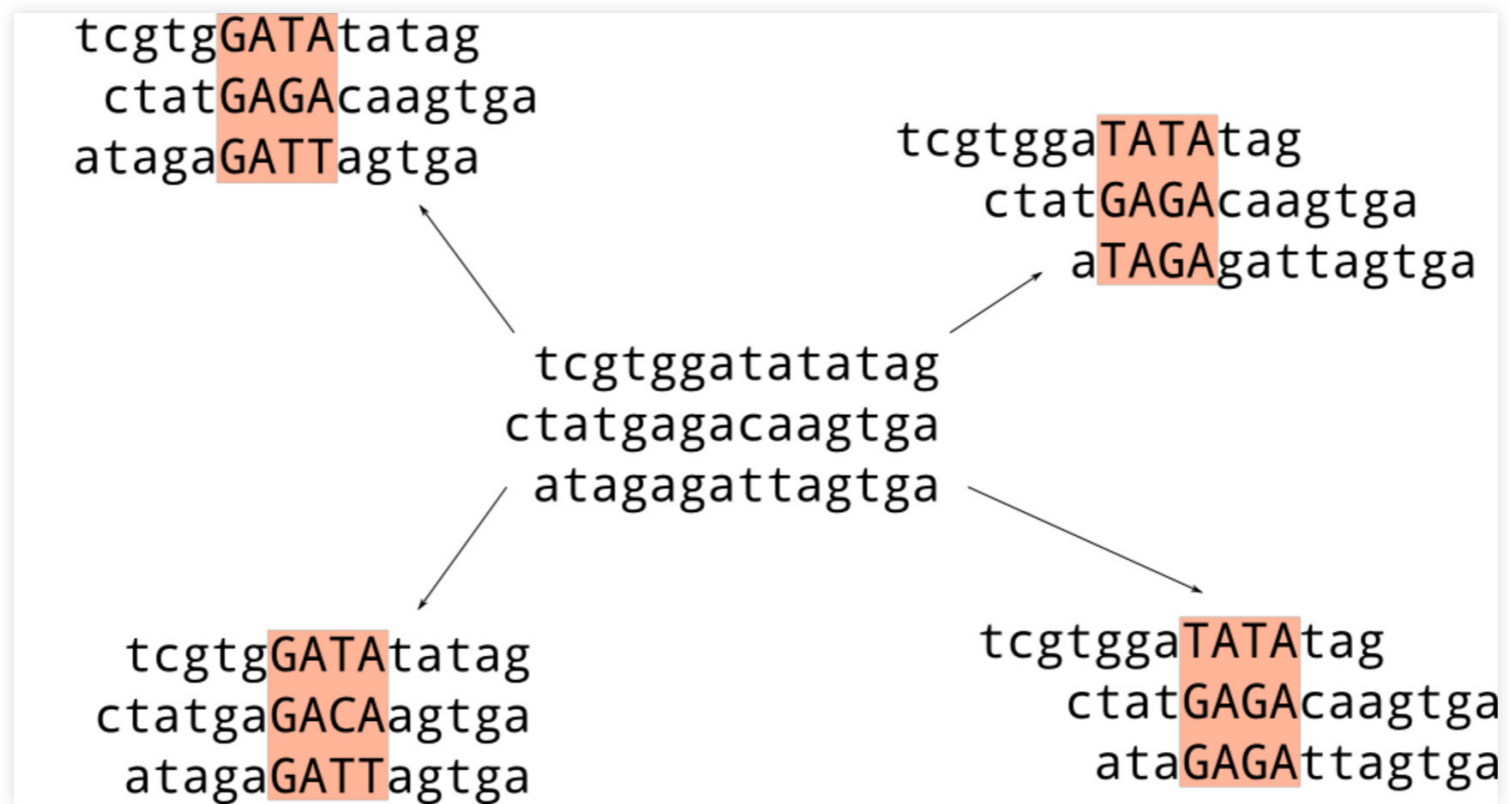 tcgtgGATAtatag
ctatGAGAcaagtga
atagaGATTagtga
tcgtggaTATAtag
ctatGAGAcaagtga
aTAGAgattagtga
tcgtggatatatag
ctatgagacaagtga
atagagattagtga
tcgtgGATAtatag
ctatgaGACAagtga
atagaGATTagtga
tcgtggaTATAtag
ctatGAGAcaagtga
ataGAGAttagtga